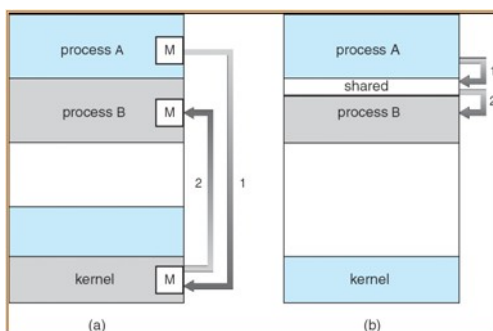 process A
M
process B
M
2
1
kernel
M
(a)
process A
1
shared
2
process B
kernel
(b)